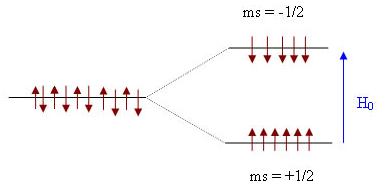 ms = -1/2
H₀
ms = +1/2